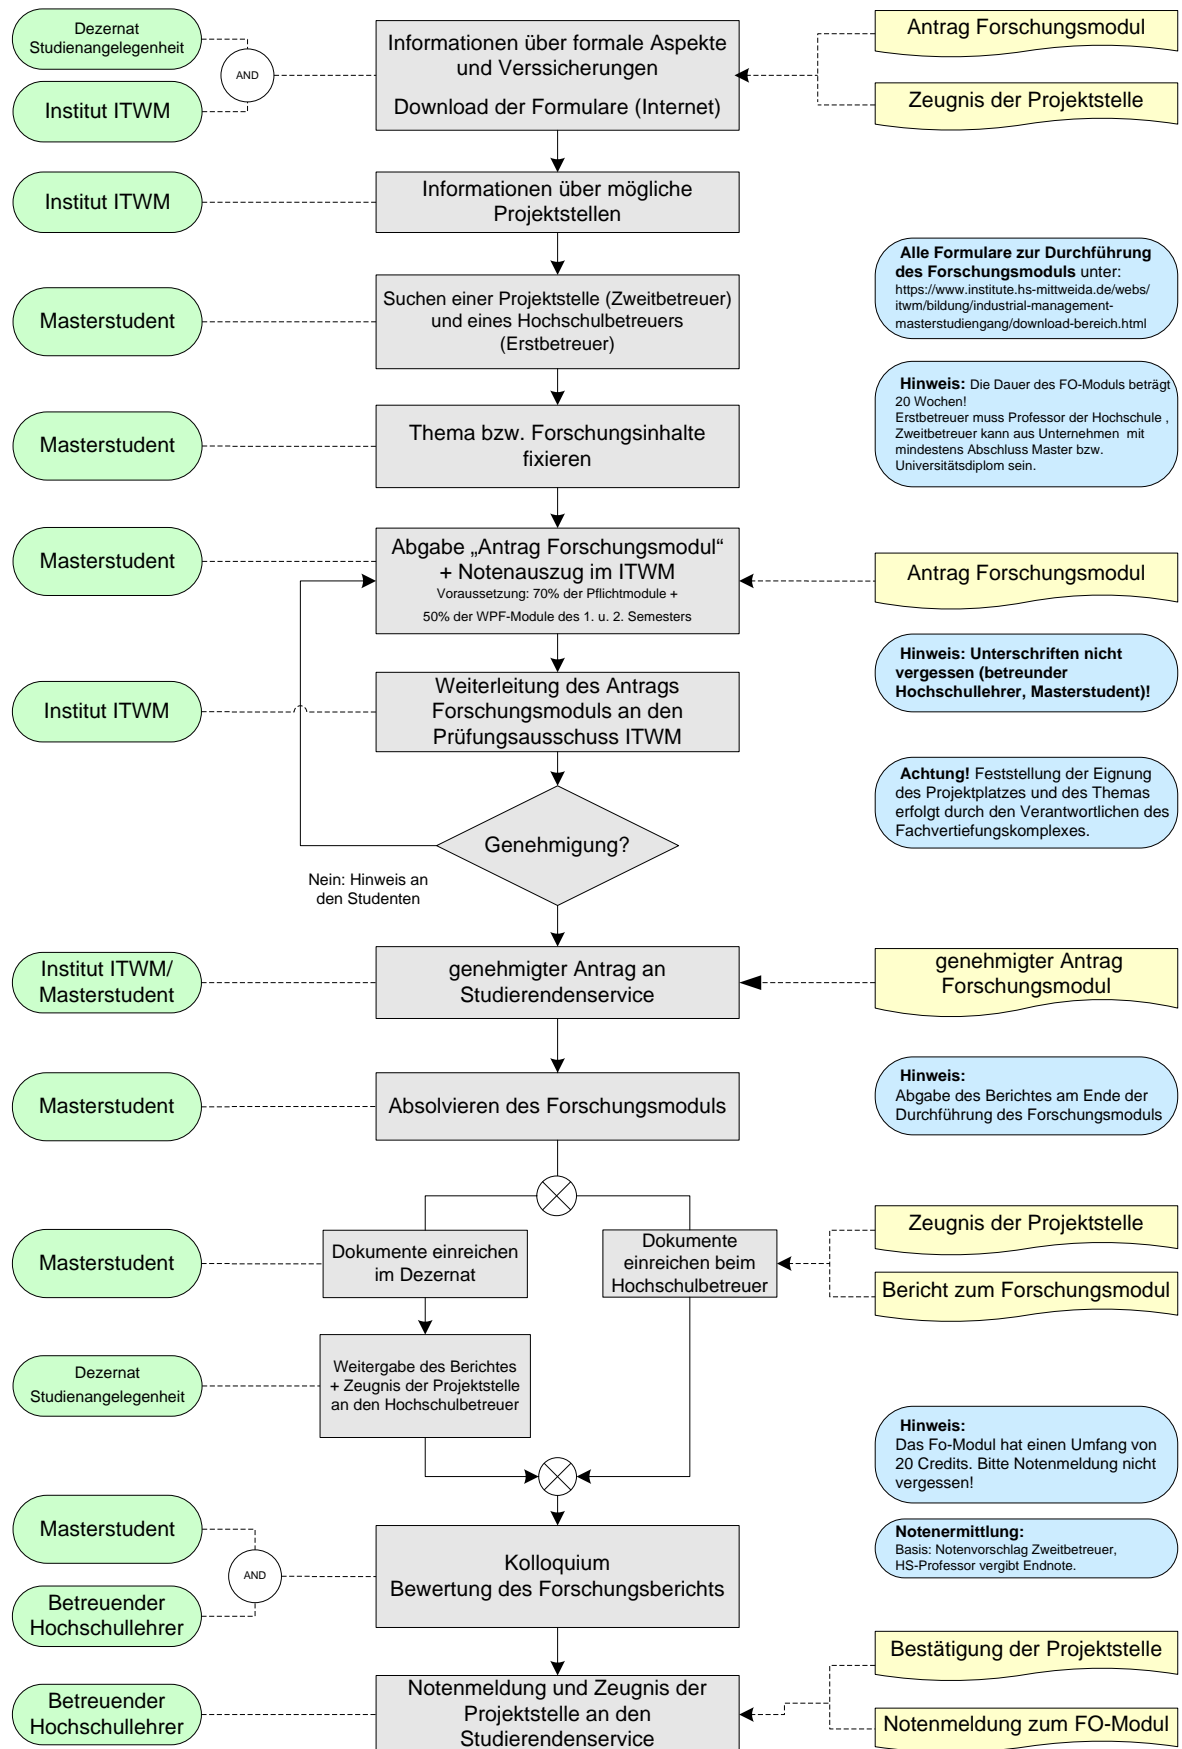 Dezernat
Studienangelegenheit
AND
Institut ITWM
Informationen über formale Aspekte
und Verssicherungen
Download der Formulare (Internet)
Antrag Forschungsmodul
Zeugnis der Projektstelle
Institut ITWM
Informationen über mögliche
Projektstellen
Alle Formulare zur Durchführung
des Forschungsmoduls unter:
https://www.institute.hs-mittweida.de/webs/
itwm/bildung/industrial-management-
masterstudiengang/download-bereich.html
Masterstudent
Suchen einer Projektstelle (Zweitbetreuer)
und eines Hochschulbetreuers
(Erstbetreuer)
Hinweis: Die Dauer des FO-Moduls beträgt
20 Wochen!
Erstbetreuer muss Professor der Hochschule ,
Zweitbetreuer kann aus Unternehmen mit
mindestens Abschluss Master bzw.
Universitätsdiplom sein.
Masterstudent
Thema bzw. Forschungsinhalte
fixieren
Masterstudent
Abgabe „Antrag Forschungsmodul“
+ Notenauszug im ITWM
Voraussetzung: 70% der Pflichtmodule +
50% der WPF-Module des 1. u. 2. Semesters
Antrag Forschungsmodul
Hinweis: Unterschriften nicht
vergessen (betreunder
Hochschullehrer, Masterstudent)!
Institut ITWM
Weiterleitung des Antrags
Forschungsmoduls an den
Prüfungsausschuss ITWM
Achtung! Feststellung der Eignung
des Projektplatzes und des Themas
erfolgt durch den Verantwortlichen des
Fachvertiefungskomplexes.
Genehmigung?
Nein: Hinweis an
den Studenten
Institut ITWM/
Masterstudent
genehmigter Antrag an
Studierendenservice
genehmigter Antrag
Forschungsmodul
Masterstudent
Absolvieren des Forschungsmoduls
Hinweis:
Abgabe des Berichtes am Ende der
Durchführung des Forschungsmoduls
Masterstudent
Dokumente einreichen
im Dezernat
Dokumente
einreichen beim
Hochschulbetreuer
Zeugnis der Projektstelle
Bericht zum Forschungsmodul
Dezernat
Studienangelegenheit
Weitergabe des Berichtes
+ Zeugnis der Projektstelle
an den Hochschulbetreuer
Hinweis:
Das Fo-Modul hat einen Umfang von
20 Credits. Bitte Notenmeldung nicht
vergessen!
Masterstudent
AND
Betreuender
Hochschullehrer
Kolloquium
Bewertung des Forschungsberichts
Notenermittlung:
Basis: Notenvorschlag Zweitbetreuer,
HS-Professor vergibt Endnote.
Betreuender
Hochschullehrer
Notenmeldung und Zeugnis der
Projektstelle an den
Studierendenservice
Bestätigung der Projektstelle
Notenmeldung zum FO-Modul